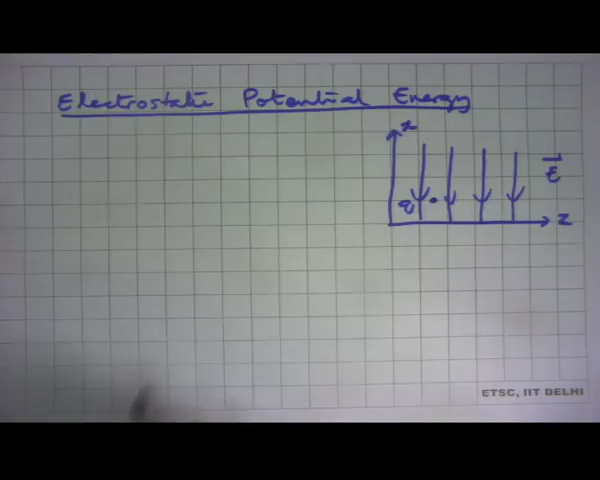 Electrostatic Potential Energy
x
E
q
z
ETSC, IIT DELHI